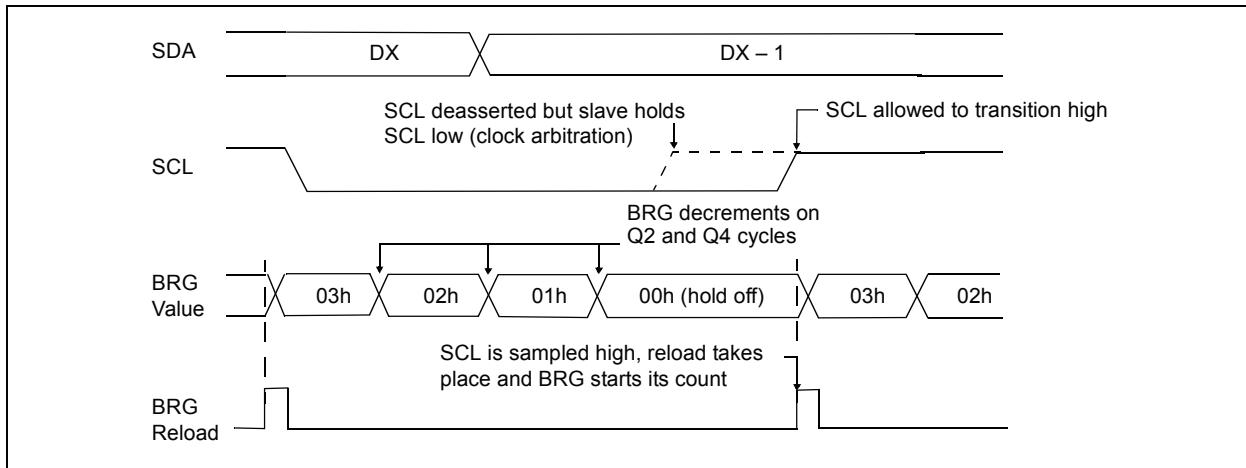 SDA
DX
DX – 1
SCL deasserted but slave holds
SCL low (clock arbitration)
SCL allowed to transition high
SCL
BRG decrements on
Q2 and Q4 cycles
BRG
Value
03h
02h
01h
00h (hold off)
03h
02h
SCL is sampled high, reload takes
place and BRG starts its count
BRG
Reload